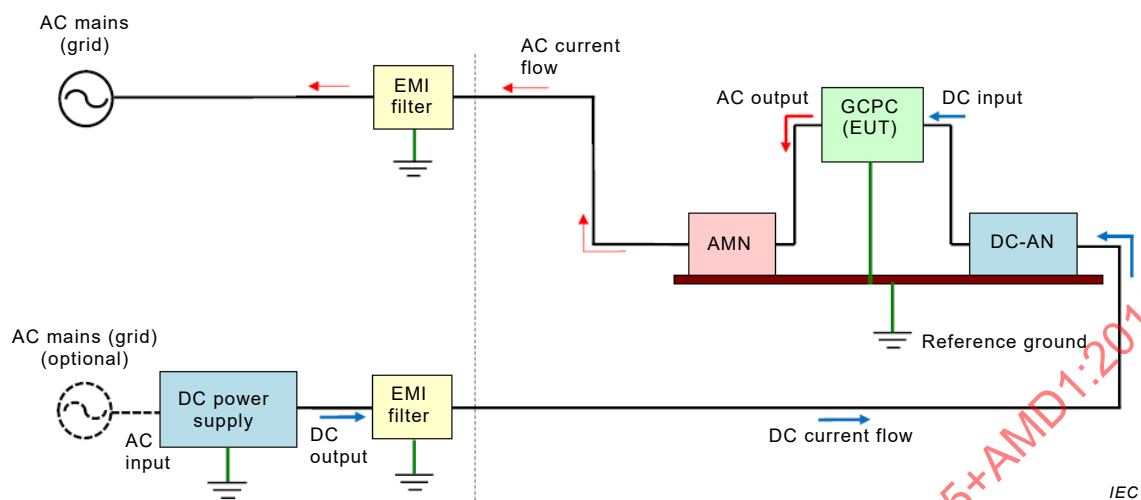 AC mains
(grid)
EMI
filter
AC current
flow
AC output
GCPC
(EUT)
DC input
AMN
DC-AN
Reference ground
AC mains (grid)
(optional)
DC power
supply
AC
input
DC
output
EMI
filter
DC current flow
5+AMD1:201
IEC